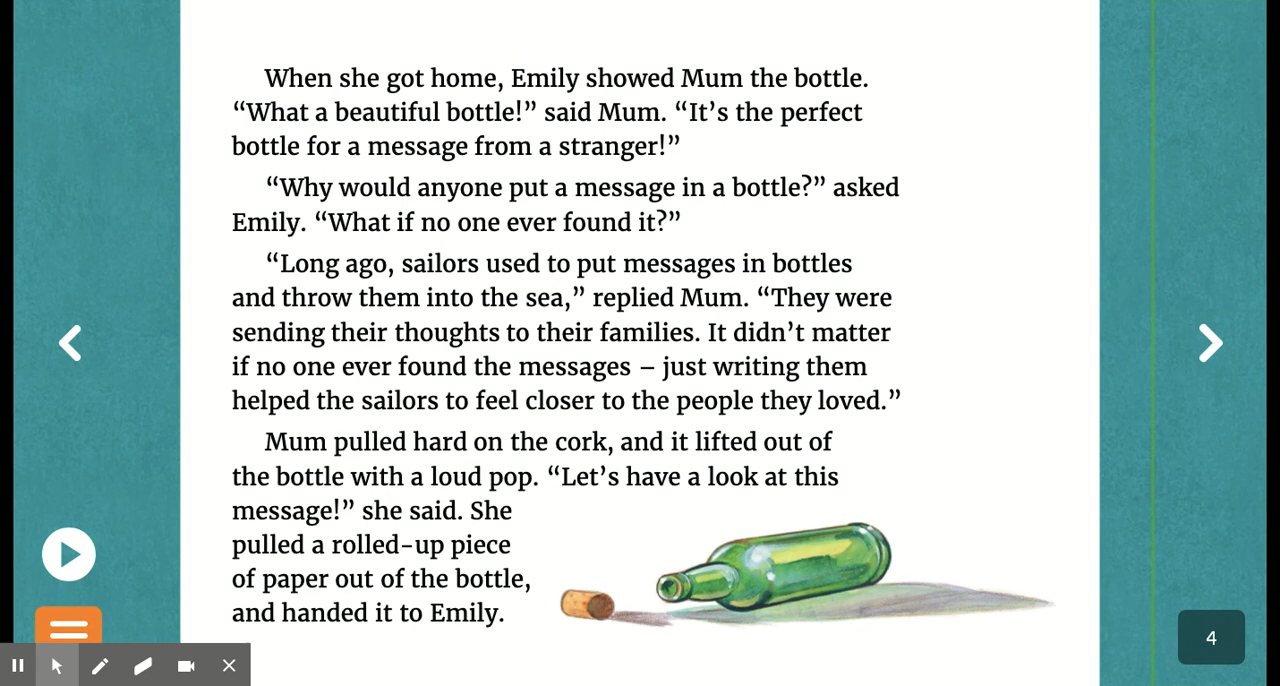 When she got home, Emily showed Mum the bottle.
“What a beautiful bottle!” said Mum. “It’s the perfect
bottle for a message from a stranger!”
“Why would anyone put a message in a bottle?” asked
Emily. “What if no one ever found it?”
“Long ago, sailors used to put messages in bottles
and throw them into the sea,” replied Mum. “They were
sending their thoughts to their families. It didn’t matter
if no one ever found the messages – just writing them
helped the sailors to feel closer to the people they loved.”
Mum pulled hard on the cork, and it lifted out of
the bottle with a loud pop. “Let’s have a look at this
message!” she said. She
pulled a rolled-up piece
of paper out of the bottle,
and handed it to Emily.
4